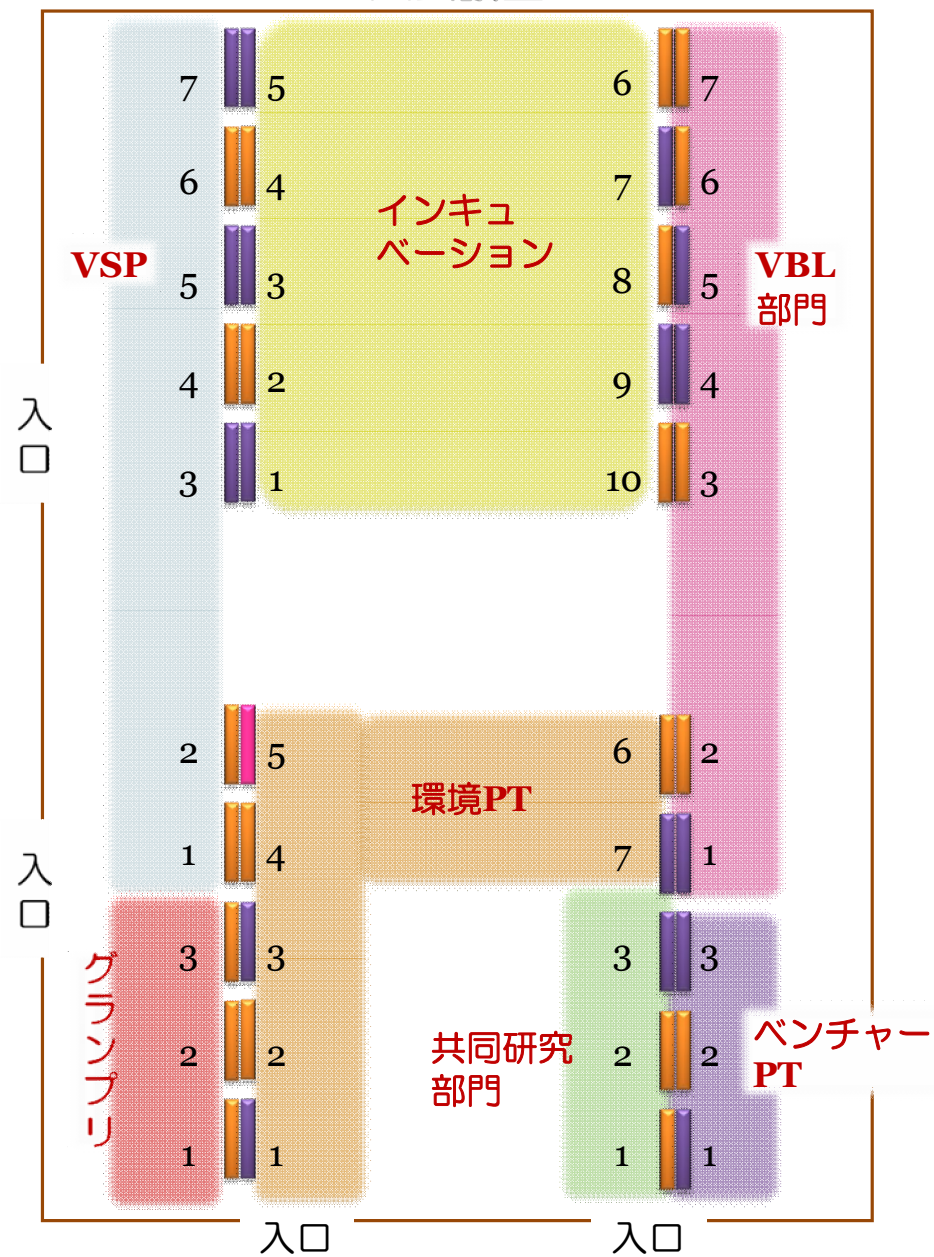 7 5 6 7
6 4 7 6
インキュ
ベーション
VSP
VBL
部門
5 3 8 5
4 2 9 4
入口
3 1 10 3
2 5 6 2
環境PT
1 4 7 1
入口
グランプリ
3 3 3 3
共同研究
部門
ベンチャー
PT
2 2 2 2
1 1 1 1
入口 入口